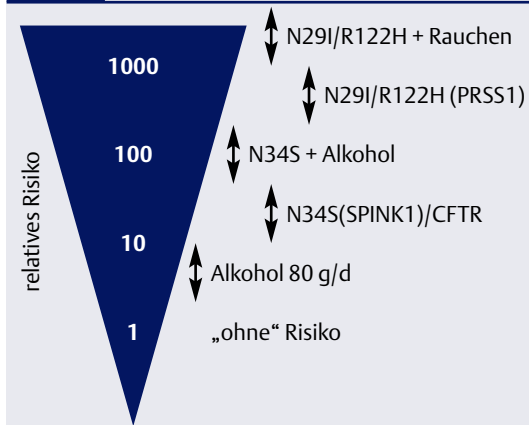 N29I/R122H + Rauchen
1000
N29I/R122H (PRSS1)
100
N34S + Alkohol
N34S(SPINK1)/CFTR
10
Alkohol 80 g/d
1
„ohne“ Risiko
relatives Risiko